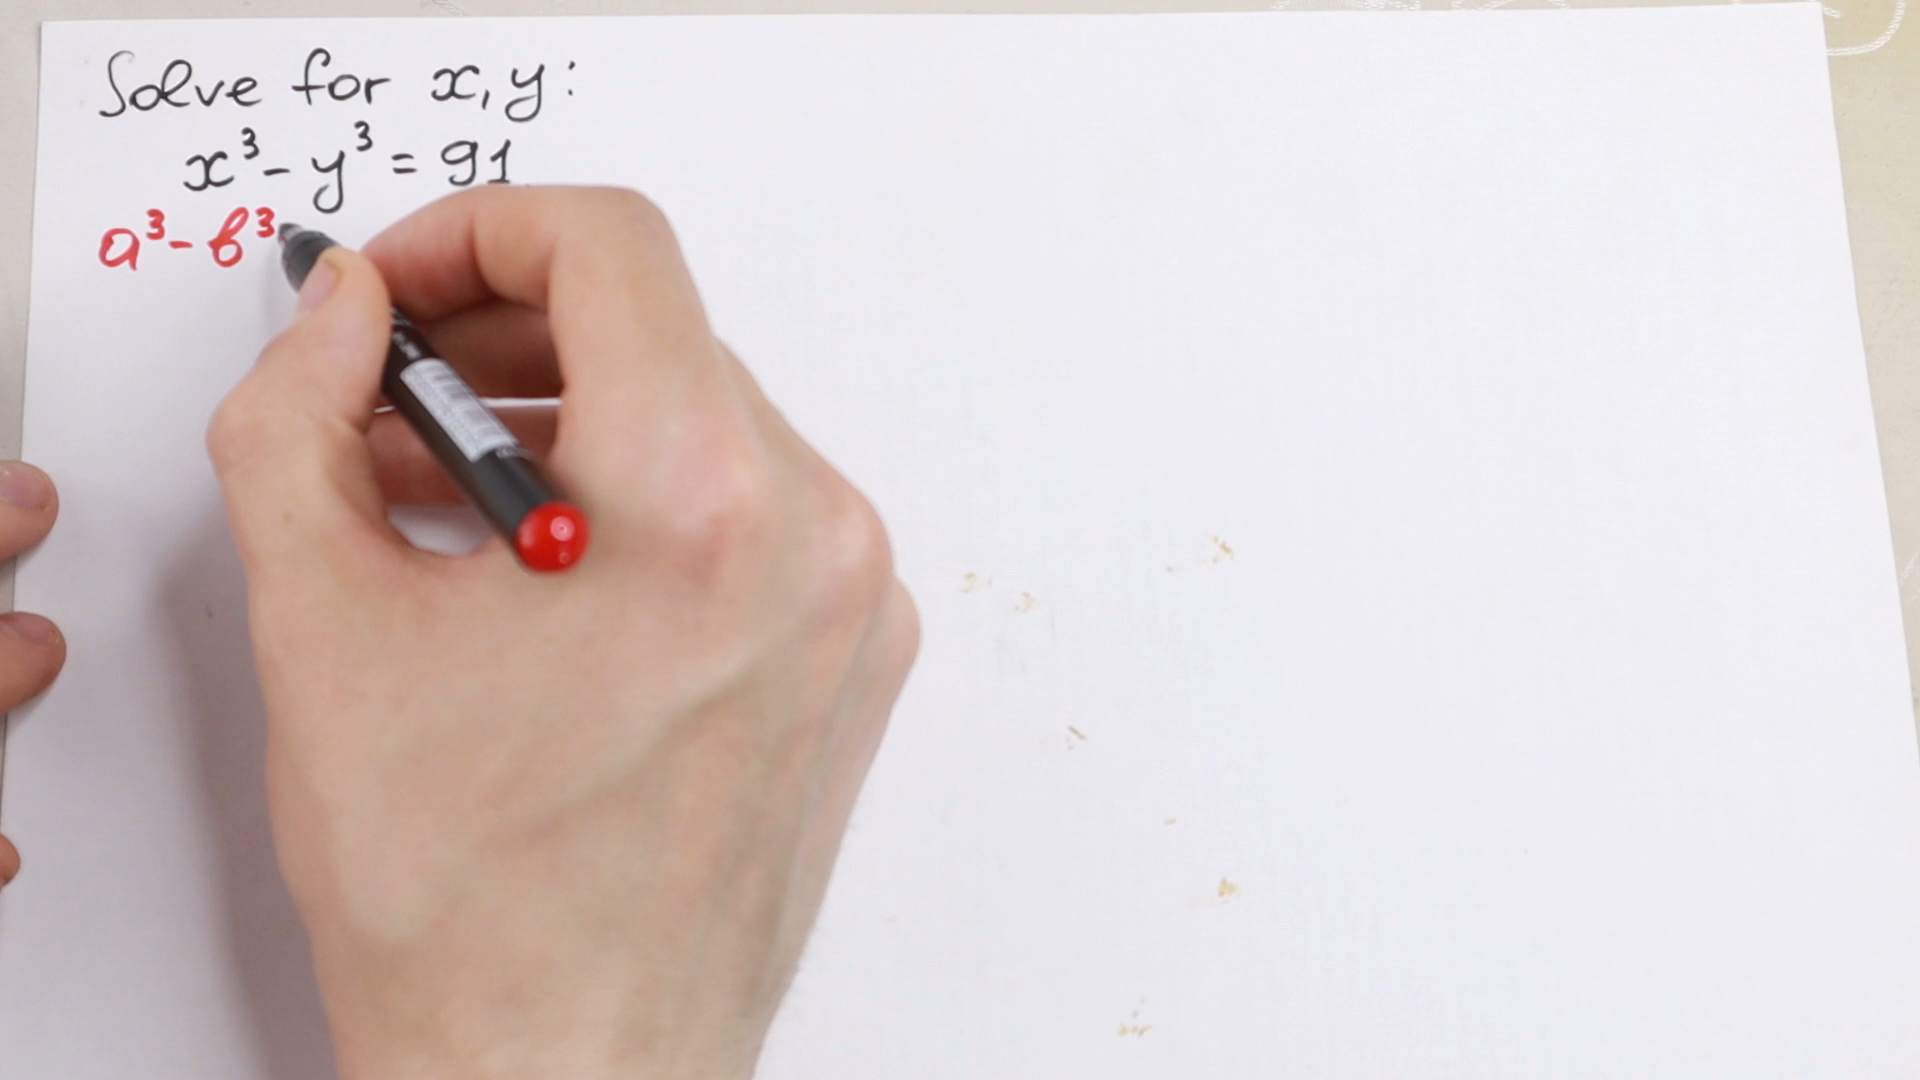 Solve for x, y:
x³ - y³ = 91
a³ - b³